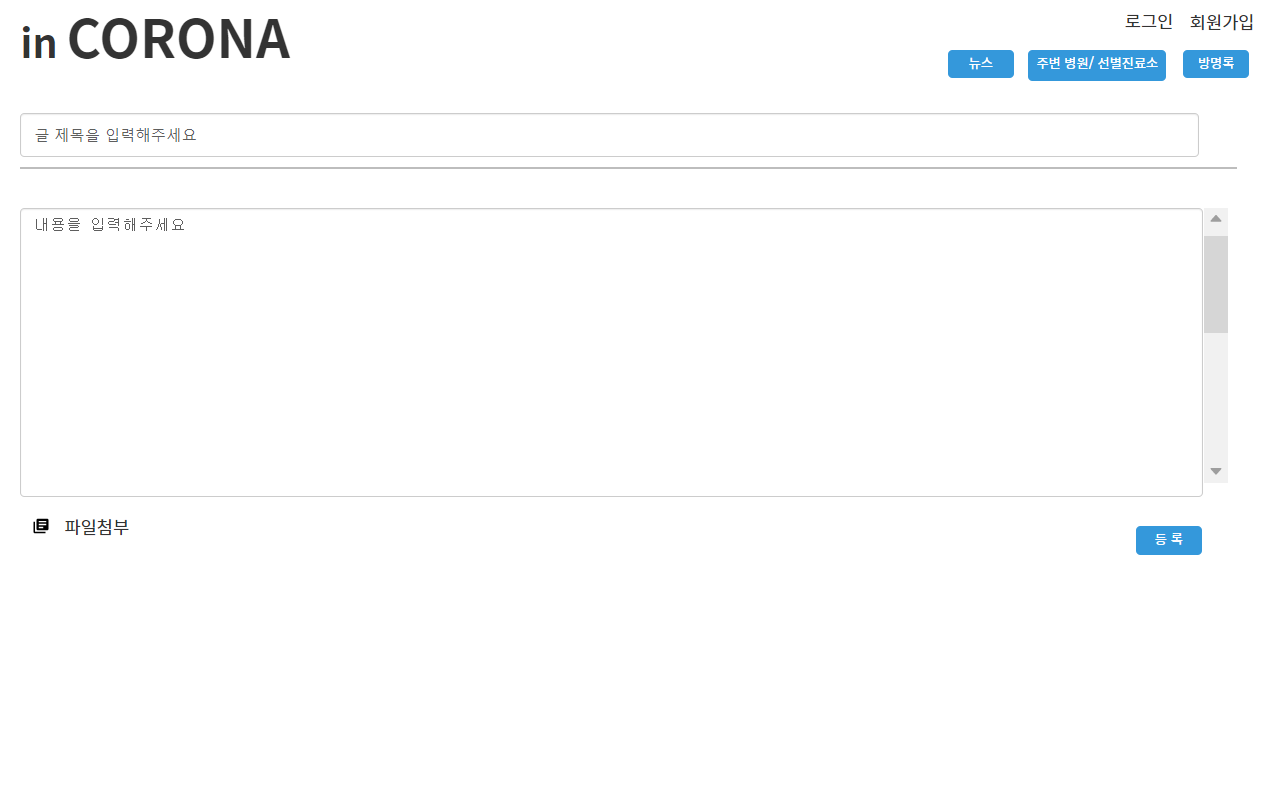 in CORONA
로그인 회원가입
뉴스 주변 병원/ 선별진료소 방명록
글 제목을 입력해주세요
내용을 입력해주세요
파일첨부
등 록